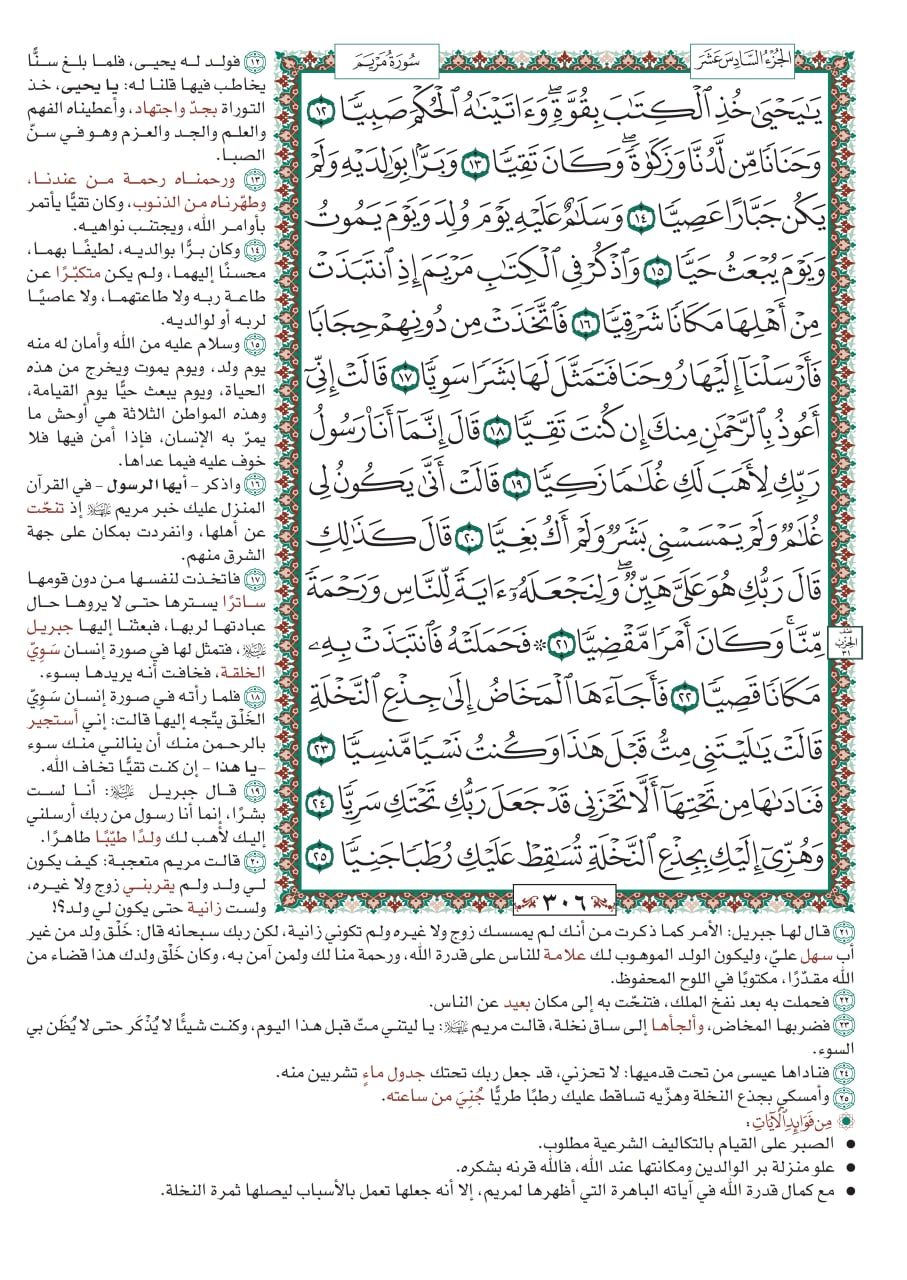 الجزء السادس عشر
سورة مريم
يَٰيَحْيَىٰ خُذِ ٱلْكِتَٰبَ بِقُوَّةٖۖ وَءَاتَيْنَٰهُ ٱلْحُكْمَ صَبِيّٗا ١٢
وَحَنَانٗا مِّن لَّدُنَّا وَزَكَوٰةٗۖ وَكَانَ تَقِيّٗا ١٣ وَبَرَّۢا بِوَٰلِدَيْهِ وَلَمْ
يَكُن جَبَّارًا عَصِيّٗا ١٤ وَسَلَٰمٌ عَلَيْهِ يَوْمَ وُلِدَ وَيَوْمَ يَمُوتُ
وَيَوْمَ يُبْعَثُ حَيّٗا ١٥ وَٱذْكُرْ فِي ٱلْكِتَٰبِ مَرْيَمَ إِذِ ٱنتَبَذَتْ
مِنْ أَهْلِهَا مَكَانٗا شَرْقِيّٗا ١٦ فَٱتَّخَذَتْ مِن دُونِهِمْ حِجَابٗا
فَأَرْسَلْنَآ إِلَيْهَا رُوحَنَا فَتَمَثَّلَ لَهَا بَشَرٗا سَوِيّٗا ١٧ قَالَتْ إِنِّيٓ
أَعُوذُ بِٱلرَّحْمَٰنِ مِنكَ إِن كُنتَ تَقِيّٗا ١٨ قَالَ إِنَّمَآ أَنَا۠ رَسُولُ
رَبِّكِ لِأَهَبَ لَكِ غُلَٰمٗا زَكِيّٗا ١٩ قَالَتْ أَنَّىٰ يَكُونُ لِي
غُلَٰمٞ وَلَمْ يَمْسَسْنِي بَشَرٞ وَلَمْ أَكُ بَغِيّٗا ٢٠ قَالَ كَذَٰلِكِ
قَالَ رَبُّكِ هُوَ عَلَيَّ هَيِّنٞۖ وَلِنَجْعَلَهُۥٓ ءَايَةٗ لِّلنَّاسِ وَرَحْمَةٗ
مِّنَّاۚ وَكَانَ أَمْرٗا مَّقْضِيّٗا ٢١ ۞ فَحَمَلَتْهُ فَٱنتَبَذَتْ بِهِۦ
مَكَانٗا قَصِيّٗا ٢٢ فَأَجَآءَهَا ٱلْمَخَاضُ إِلَىٰ جِذْعِ ٱلنَّخْلَةِ
قَالَتْ يَٰلَيْتَنِي مِتُّ قَبْلَ هَٰذَا وَكُنتُ نَسْيٗا مَّنسِيّٗا ٢٣
فَنَادَىٰهَا مِن تَحْتِهَآ أَلَّا تَحْزَنِي قَدْ جَعَلَ رَبُّكِ تَحْتَكِ سَرِيّٗا ٢٤
وَهُزِّيٓ إِلَيْكِ بِجِذْعِ ٱلنَّخْلَةِ تُسَٰقِطْ عَلَيْكِ رُطَبٗا جَنِيّٗا ٢٥
نصف
الحزب
٣١
٣٠٦
١٢ فولد له يحيى، فلما بلغ سنًّا
يخاطب فيها قلنا له: يا يحيى، خذ
التوراة بجدّ واجتهاد، وأعطيناه الفهم
والعلم والجد والعزم وهو في سنّ
الصبا.
١٣ ورحمناه رحمة من عندنا،
وطهّرناه من الذنوب، وكان تقيًّا يأتمر
بأوامر الله، ويجتنب نواهيه.
١٤ وكان برًّا بوالديه، لطيفًا بهما،
محسنًا إليهما، ولم يكن متكبّرًا عن
طاعة ربه ولا طاعتهما، ولا عاصيًا
لربه أو لوالديه.
١٥ وسلام عليه من الله وأمان له منه
يوم ولد، ويوم يموت ويخرج من هذه
الحياة، ويوم يبعث حيًّا يوم القيامة،
وهذه المواطن الثلاثة هي أوحش ما
يمرّ به الإنسان، فإذا أمن فيها فلا
خوف عليه فيما عداها.
١٦ واذكر – أيها الرسول – في القرآن
المنزل عليك خبر مريم عليها السلام إذ تنحّت
عن أهلها، وانفردت بمكان على جهة
الشرق منهم.
١٧ فاتخذت لنفسها من دون قومها
ساترًا يسترها حتى لا يروها حال
عبادتها لربها، فبعثنا إليها جبريل
عليه السلام، فتمثل لها في صورة إنسان سَوِيّ
الخلقة، فخافت أنه يريدها بسوء.
١٨ فلما رأته في صورة إنسان سَوِيّ
الخَلْق يتّجه إليها قالت: إني أستجير
بالرحمن منك أن ينالني منك سوء
-يا هذا – إن كنت تقيًّا تخاف الله.
١٩ قال جبريل عليه السلام: أنا لست
بشرًا، إنما أنا رسول من ربك أرسلني
إليك لأهب لك ولدًا طيّبًا طاهرًا.
٢٠ قالت مريم متعجبة: كيف يكون
لي ولد ولم يقربني زوج ولا غيره،
ولست زانية حتى يكون لي ولد؟!
٢١ قال لها جبريل: الأمر كما ذكرت من أنك لم يمسسك زوج ولا غيره ولم تكوني زانية، لكن ربك سبحانه قال: خَلْق ولد من غير
أب سهل عليّ، وليكون الولد الموهوب لك علامة للناس على قدرة الله، ورحمة منا لك ولمن آمن به، وكان خَلْق ولدك هذا قضاء من
الله مقدّرًا، مكتوبًا في اللوح المحفوظ.
٢٢ فحملت به بعد نفخ الملك، فتنحّت به إلى مكان بعيد عن الناس.
٢٣ فضربها المخاض، وألجأها إلى ساق نخلة، قالت مريم عليها السلام: يا ليتني متّ قبل هذا اليوم، وكنت شيئًا لا يُذْكَر حتى لا يُظَن بي
السوء.
٢٤ فناداها عيسى من تحت قدميها: لا تحزني، قد جعل ربك تحتك جدول ماءٍ تشربين منه.
٢٥ وأمسكي بجذع النخلة وهزّيه تساقط عليك رطبًا طريًّا جُنِيَ من ساعته.
مِن فَوَائِدِ الْآيَاتِ:
• الصبر على القيام بالتكاليف الشرعية مطلوب.
• علو منزلة بر الوالدين ومكانتها عند الله، فالله قرنه بشكره.
• مع كمال قدرة الله في آياته الباهرة التي أظهرها لمريم، إلا أنه جعلها تعمل بالأسباب ليصلها ثمرة النخلة.